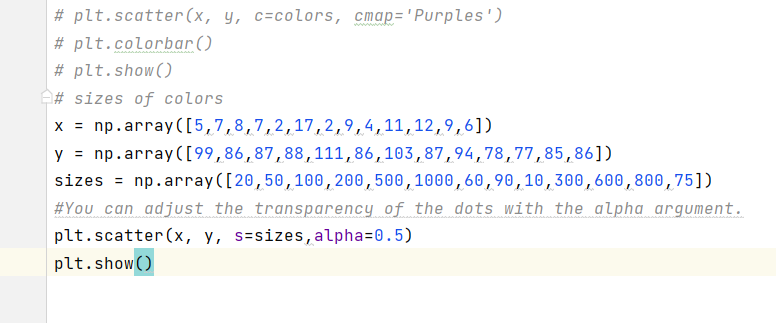 # plt.scatter(x, y, c=colors, cmap='Purples')
# plt.colorbar()
# plt.show()
# sizes of colors
x = np.array([5,7,8,7,2,17,2,9,4,11,12,9,6])
y = np.array([99,86,87,88,111,86,103,87,94,78,77,85,86])
sizes = np.array([20,50,100,200,500,1000,60,90,10,300,600,800,75])
#You can adjust the transparency of the dots with the alpha argument.
plt.scatter(x, y, s=sizes,alpha=0.5)
plt.show()